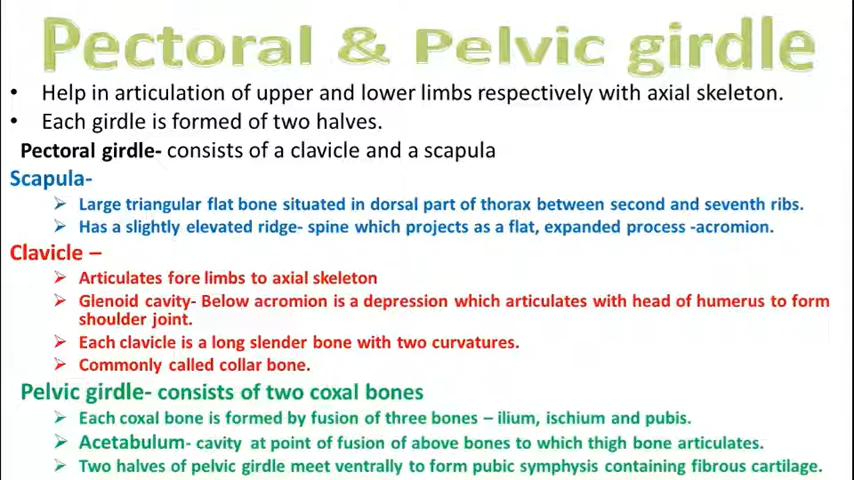 Pectoral & Pelvic girdle
• Help in articulation of upper and lower limbs respectively with axial skeleton.
• Each girdle is formed of two halves.
Pectoral girdle- consists of a clavicle and a scapula
Scapula-
➢ Large triangular flat bone situated in dorsal part of thorax between second and seventh ribs.
➢ Has a slightly elevated ridge- spine which projects as a flat, expanded process -acromion.
Clavicle –
➢ Articulates fore limbs to axial skeleton
➢ Glenoid cavity- Below acromion is a depression which articulates with head of humerus to form
shoulder joint.
➢ Each clavicle is a long slender bone with two curvatures.
➢ Commonly called collar bone.
Pelvic girdle- consists of two coxal bones
➢ Each coxal bone is formed by fusion of three bones – ilium, ischium and pubis.
➢ Acetabulum- cavity at point of fusion of above bones to which thigh bone articulates.
➢ Two halves of pelvic girdle meet ventrally to form pubic symphysis containing fibrous cartilage.